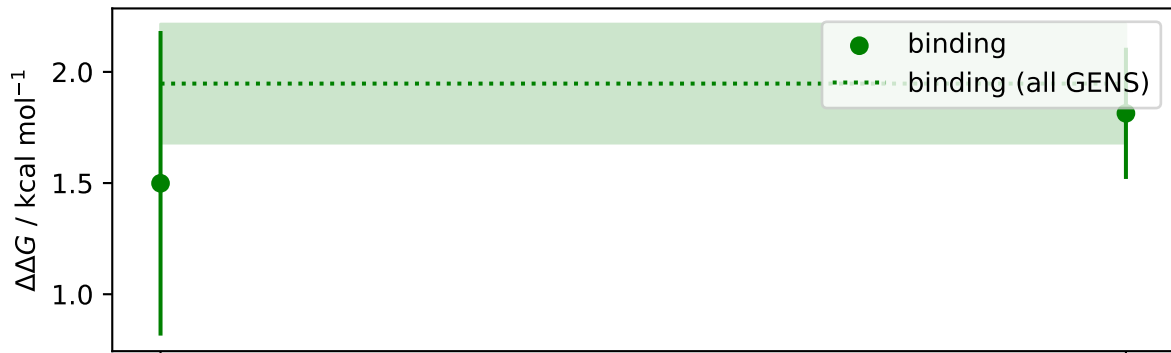 ΔΔG / kcal mol⁻¹
2.0
1.5
1.0
binding
binding (all GENS)